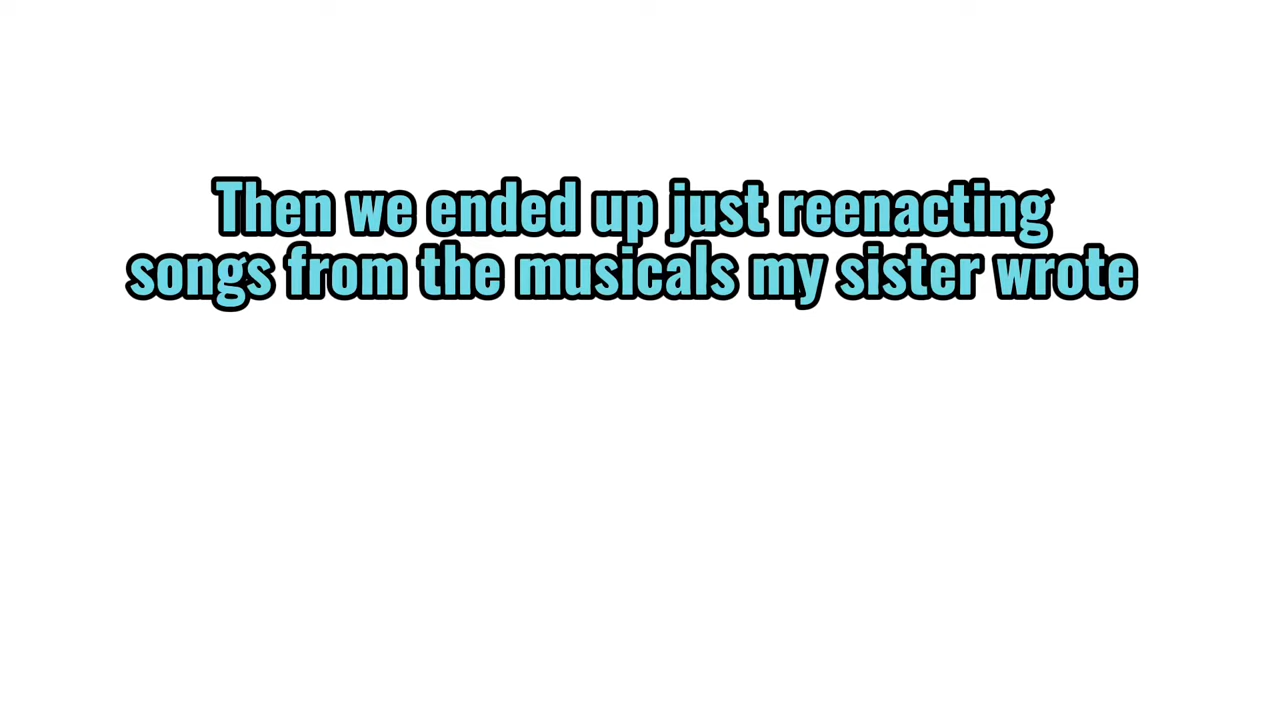 Then we ended up just reenacting
songs from the musicals my sister wrote